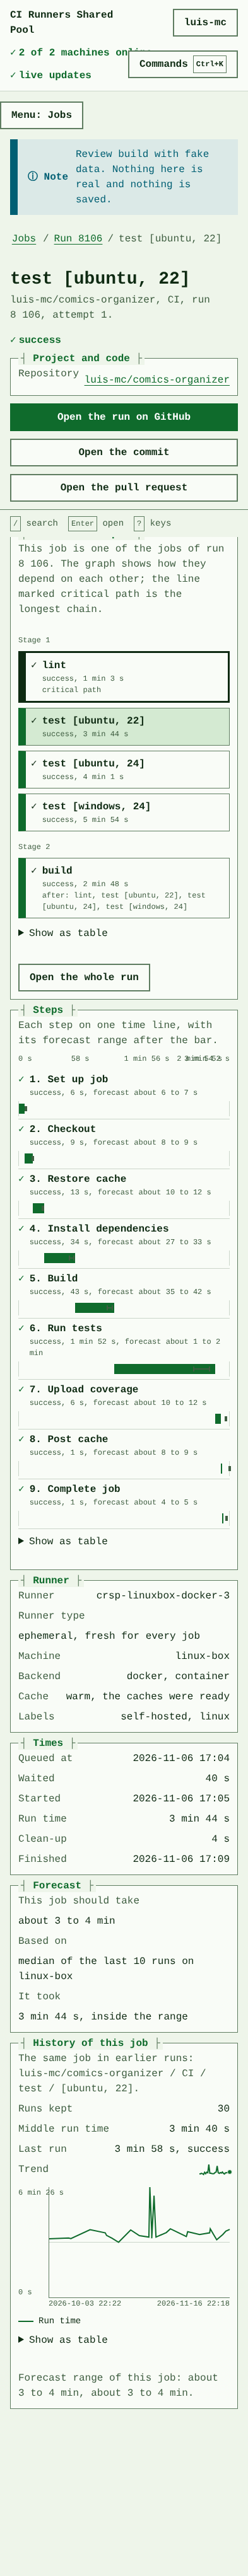 CI Runners Shared
Pool
luis-mc
✓ 2 of 2 machines
✓ live updates
Commands Ctrl+K
Menu: Jobs
ⓘ Note
Review build with fake
data. Nothing here is
real and nothing is
saved.
Jobs / Run 8106 / test [ubuntu, 22]
test [ubuntu, 22]
luis-mc/comics-organizer, CI, run
8 106, attempt 1.
✓ success
Project and code
Repository
luis-mc/comics-organizer
Open the run on GitHub
Open the commit
Open the pull request
/ search Enter open ? keys
This job is one of the jobs of run
8 106. The graph shows how they
depend on each other; the line
marked critical path is the
longest chain.
Stage 1
✓ lint
success, 1 min 3 s
critical path
✓ test [ubuntu, 22]
success, 3 min 44 s
✓ test [ubuntu, 24]
success, 4 min 1 s
✓ test [windows, 24]
success, 5 min 54 s
Stage 2
✓ build
success, 2 min 48 s
after: lint, test [ubuntu, 22], test
[ubuntu, 24], test [windows, 24]
▶ Show as table
Open the whole run
Steps
Each step on one time line, with
its forecast range after the bar.
0 s 58 s 1 min 56 s
✓ 1. Set up job
success, 6 s, forecast about 6 to 7 s
✓ 2. Checkout
success, 9 s, forecast about 8 to 9 s
✓ 3. Restore cache
success, 13 s, forecast about 10 to 12 s
✓ 4. Install dependencies
success, 34 s, forecast about 27 to 33 s
✓ 5. Build
success, 43 s, forecast about 35 to 42 s
✓ 6. Run tests
success, 1 min 52 s, forecast about 1 to 2
min
✓ 7. Upload coverage
success, 6 s, forecast about 10 to 12 s
✓ 8. Post cache
success, 1 s, forecast about 8 to 9 s
✓ 9. Complete job
success, 1 s, forecast about 4 to 5 s
▶ Show as table
Runner
Runner crsp-linuxbox-docker-3
Runner type
ephemeral, fresh for every job
Machine linux-box
Backend docker, container
Cache warm, the caches were ready
Labels self-hosted, linux
Times
Queued at 2026-11-06 17:04
Waited 40 s
Started 2026-11-06 17:05
Run time 3 min 44 s
Clean-up 4 s
Finished 2026-11-06 17:09
Forecast
This job should take
about 3 to 4 min
Based on
median of the last 10 runs on
linux-box
It took
3 min 44 s, inside the range
History of this job
The same job in earlier runs:
luis-mc/comics-organizer / CI /
test / [ubuntu, 22].
Runs kept 30
Middle run time 3 min 40 s
Last run 3 min 58 s, success
Trend
6 min 26 s
0 s
2026-10-03 22:22 2026-11-16 22:18
Run time
▶ Show as table
Forecast range of this job: about
3 to 4 min, about 3 to 4 min.